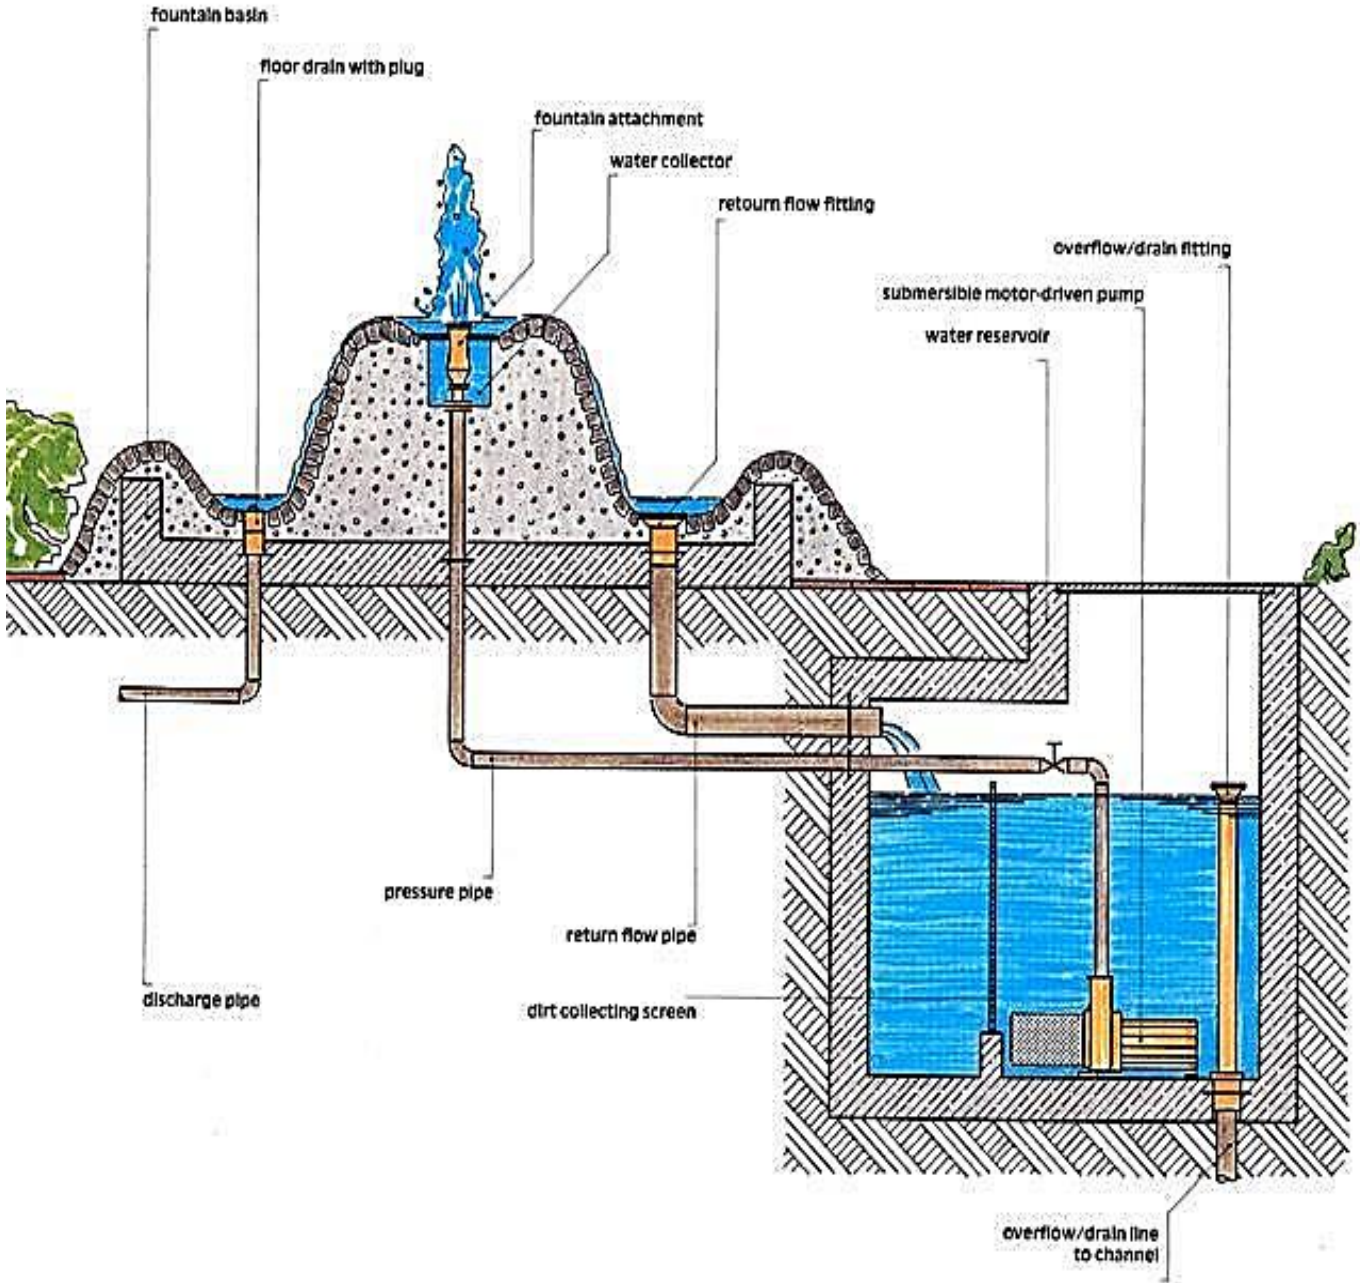 fountain basin
floor drain with plug
fountain attachment
water collector
retourn flow fitting
overflow/drain fitting
submersible motor-driven pump
water reservoir
pressure pipe
return flow pipe
discharge pipe
dirt collecting screen
overflow/drain line
to channel